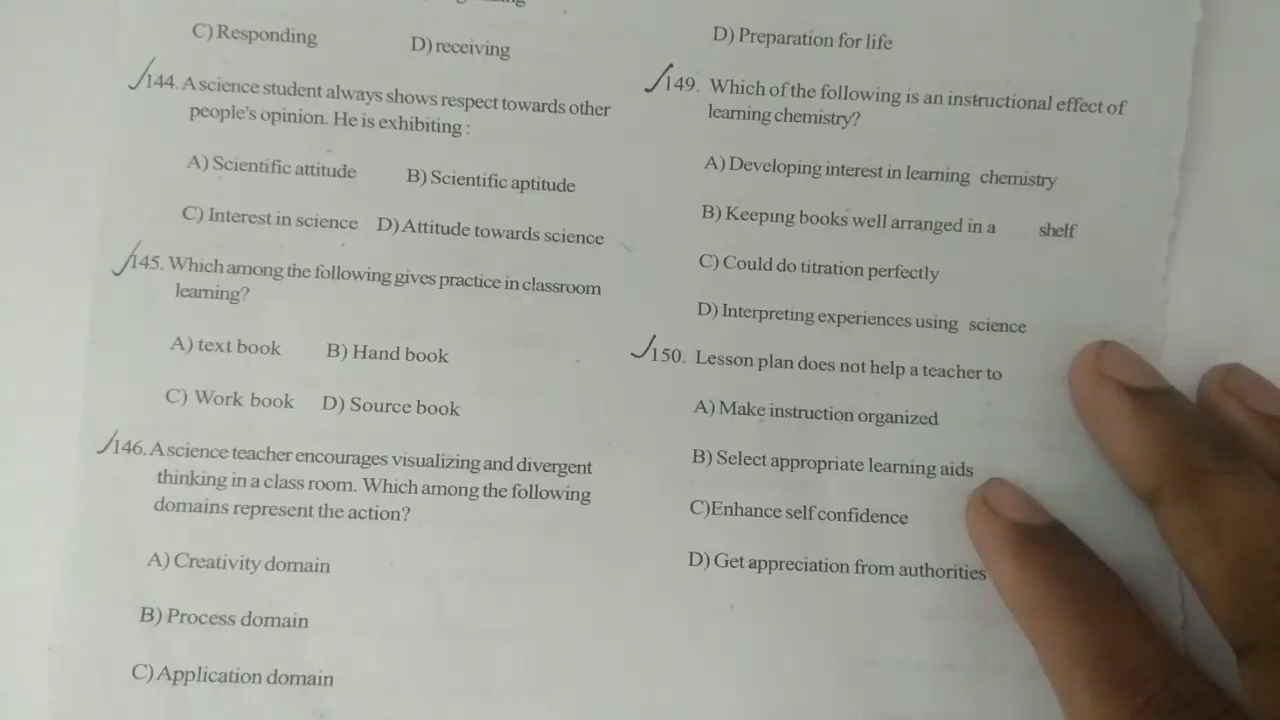 C) Responding D) receiving
144. A science student always shows respect towards other
people's opinion. He is exhibiting :
A) Scientific attitude B) Scientific aptitude
C) Interest in science D) Attitude towards science
145. Which among the following gives practice in classroom
learning?
A) text book B) Hand book
C) Work book D) Source book
146. A science teacher encourages visualizing and divergent
thinking in a class room. Which among the following
domains represent the action?
A) Creativity domain
B) Process domain
C) Application domain
D) Preparation for life
149. Which of the following is an instructional effect of
learning chemistry?
A) Developing interest in learning chemistry
B) Keeping books well arranged in a shelf
C) Could do titration perfectly
D) Interpreting experiences using science
150. Lesson plan does not help a teacher to
A) Make instruction organized
B) Select appropriate learning aids
C)Enhance self confidence
D) Get appreciation from authorities